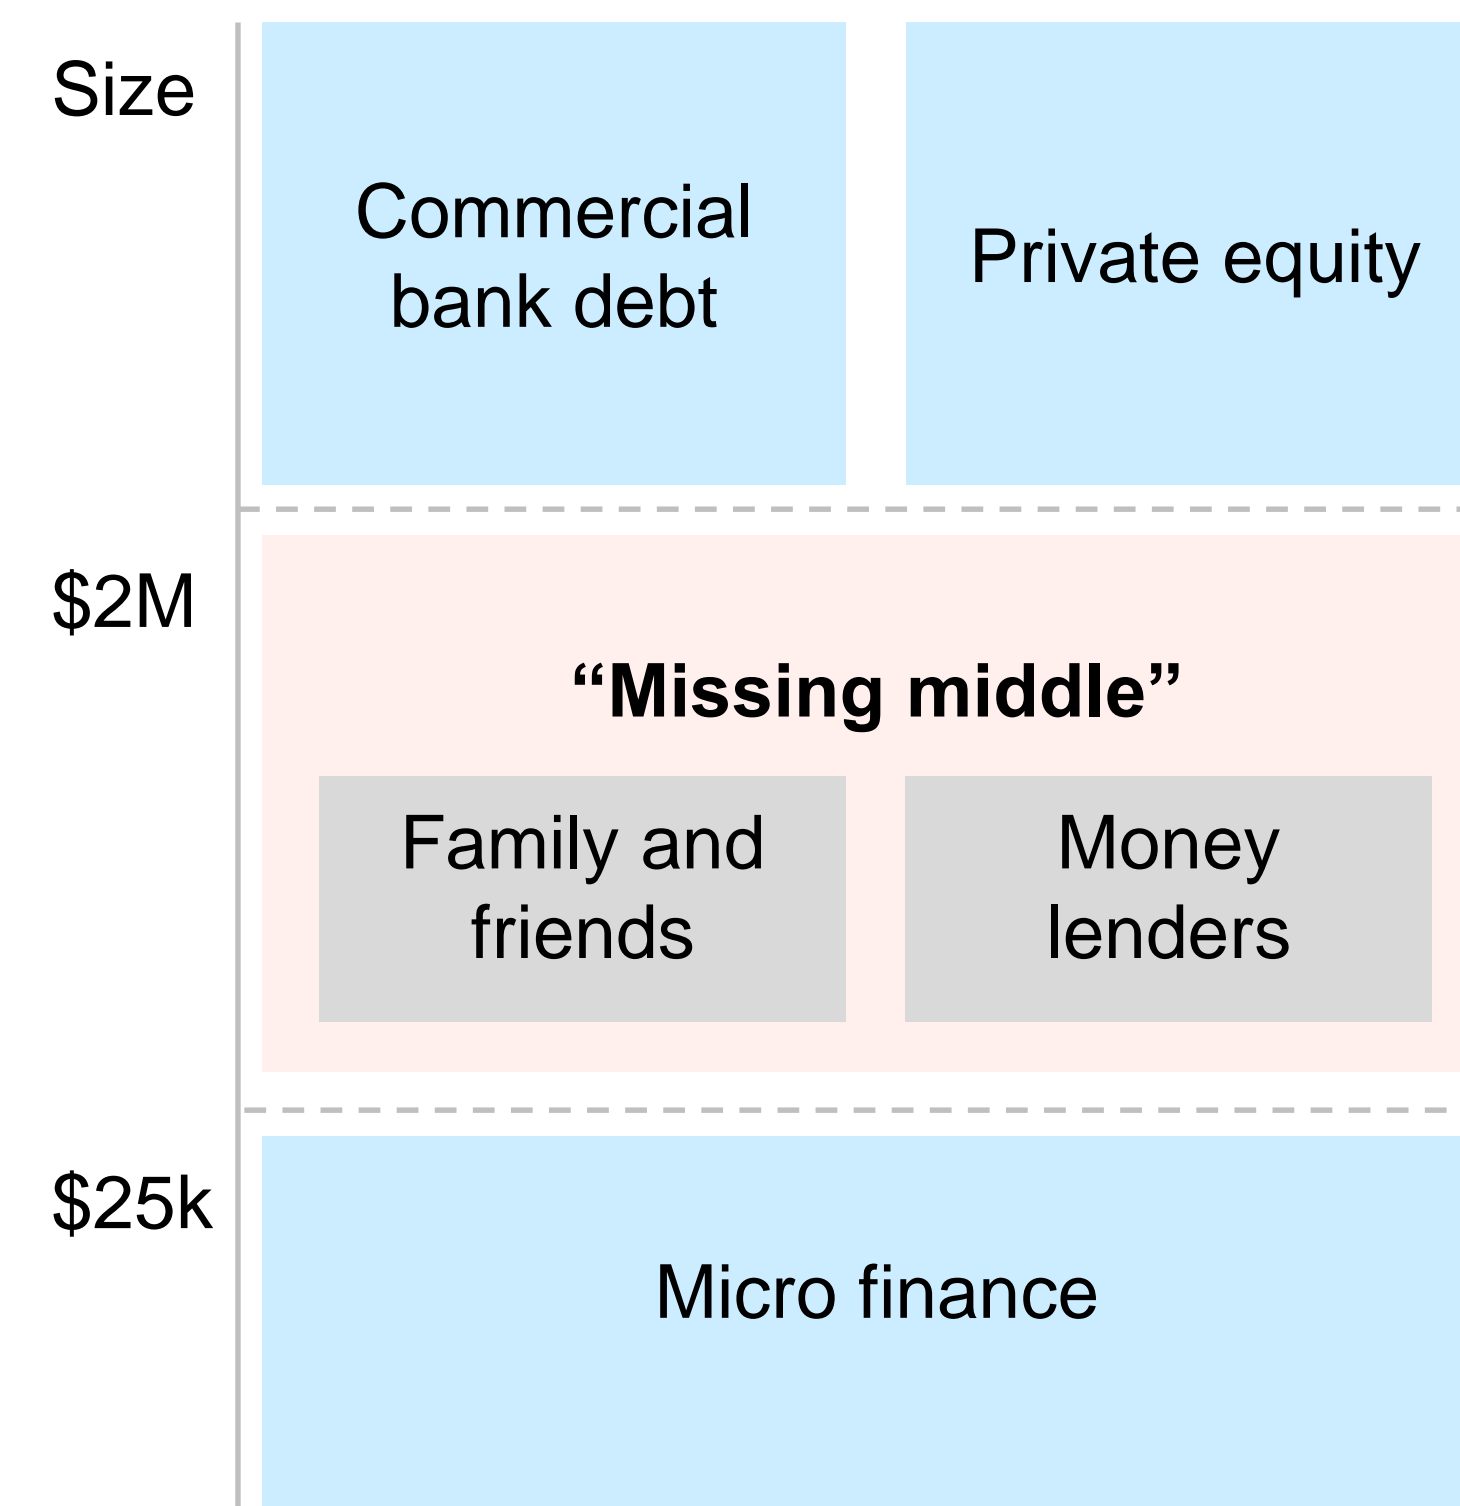 Size
Commercial
bank debt
Private equity
$2M
“Missing middle”
Family and
friends
Money
lenders
$25k
Micro finance